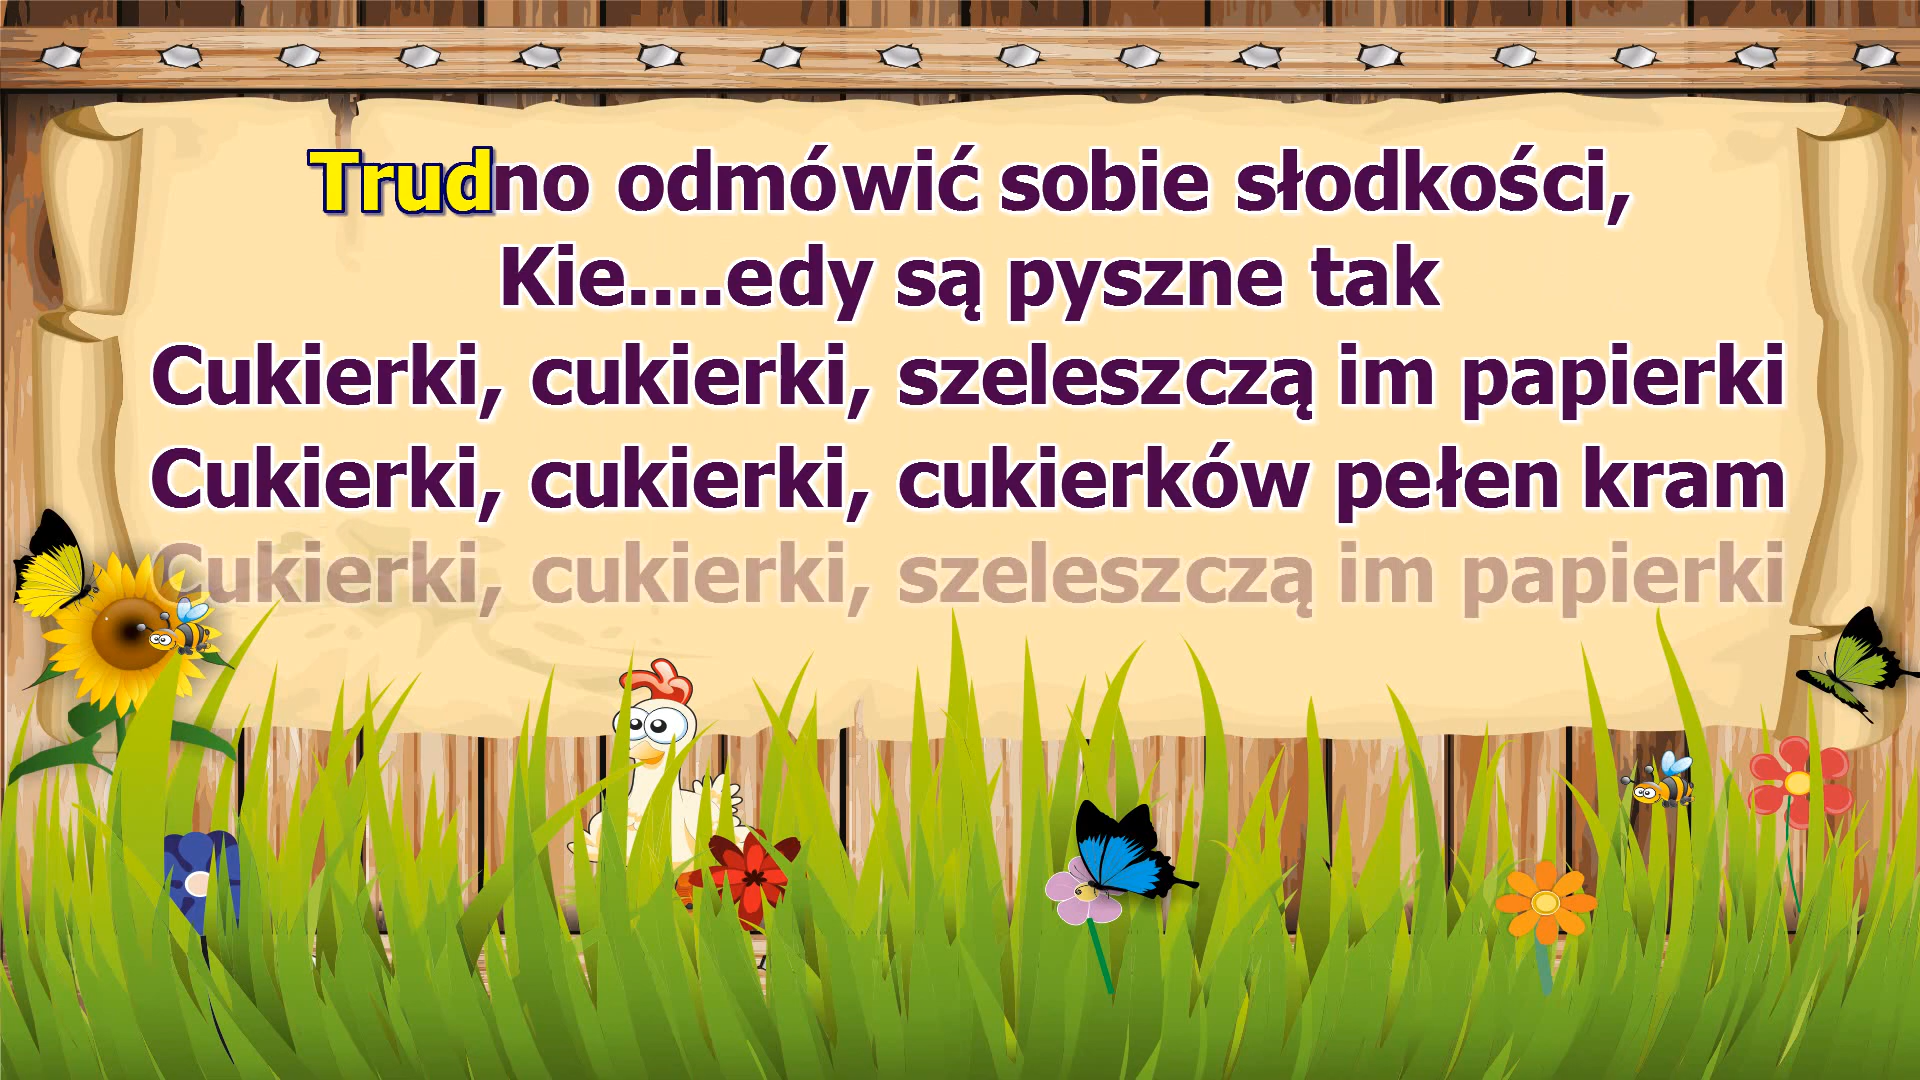 Trudno odmówić sobie słodkości,
Kie....edy są pyszne tak
Cukierki, cukierki, szeleszczą im papierki
Cukierki, cukierki, cukierków pełen kram
Cukierki, cukierki, szeleszczą im papierki